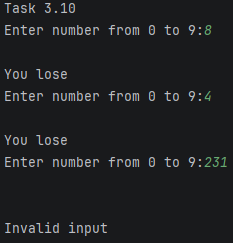 Task 3.10
Enter number from 0 to 9:8
You lose
Enter number from 0 to 9:4
You lose
Enter number from 0 to 9:231
Invalid input